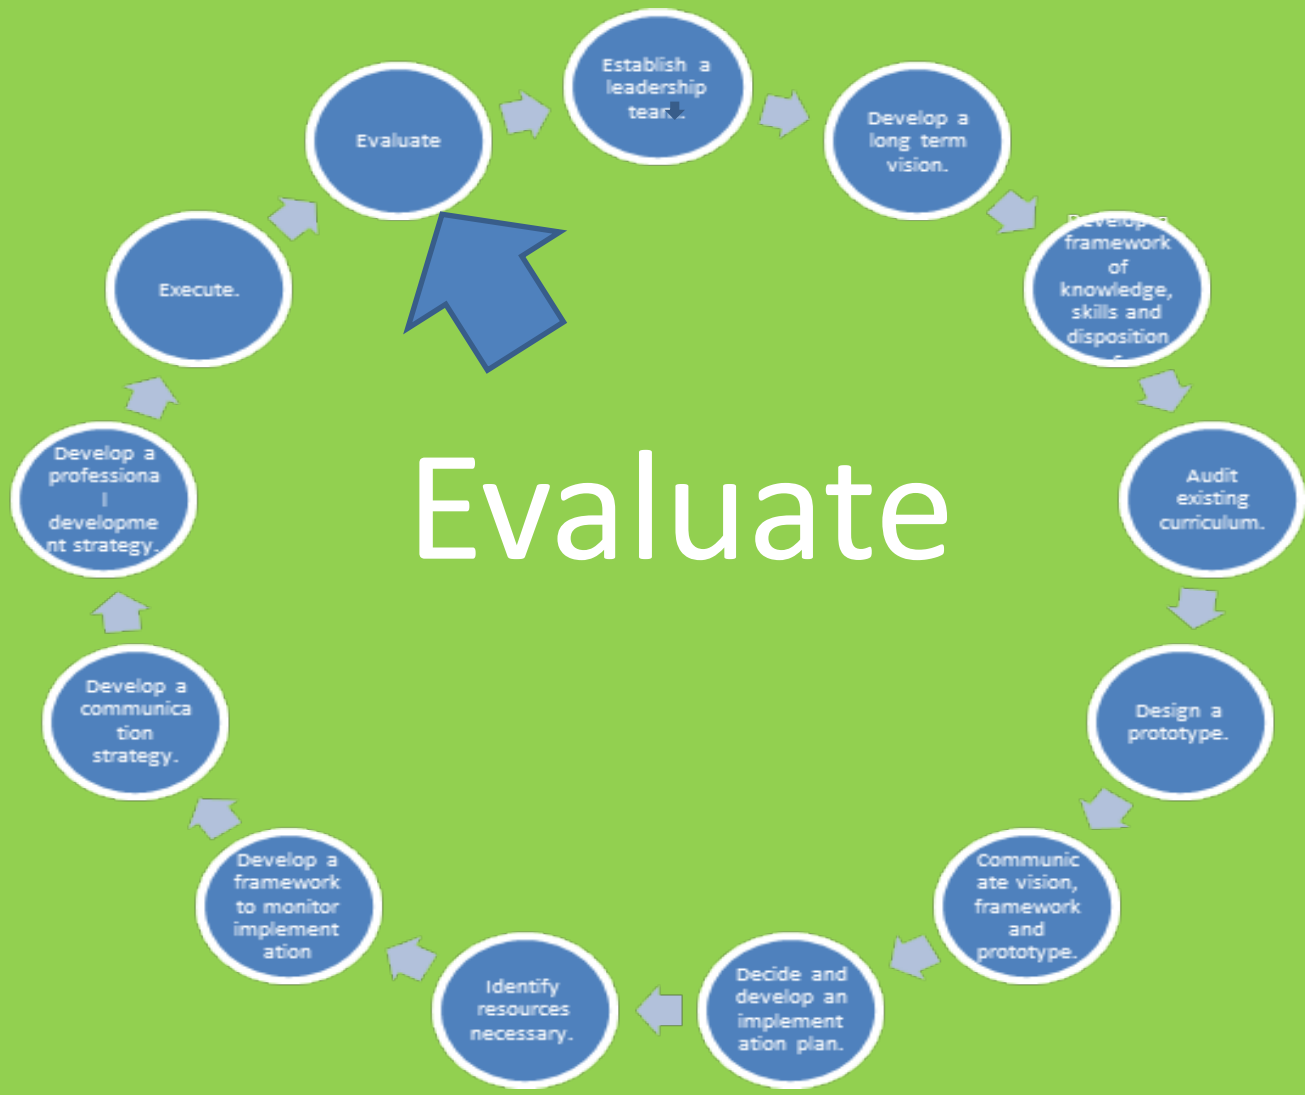 Establish a
leadership
team.
Develop a
long term
vision.
Develop a
framework
of
knowledge,
skills and
disposition
Audit
existing
curriculum.
Design a
prototype.
Communic
ate vision,
framework
and
prototype.
Decide and
develop an
implement
ation plan.
Identify
resources
necessary.
Develop a
framework
to monitor
implement
ation
Develop a
communica
tion
strategy.
Develop a
professiona
l
developme
nt strategy.
Execute.
Evaluate
Evaluate